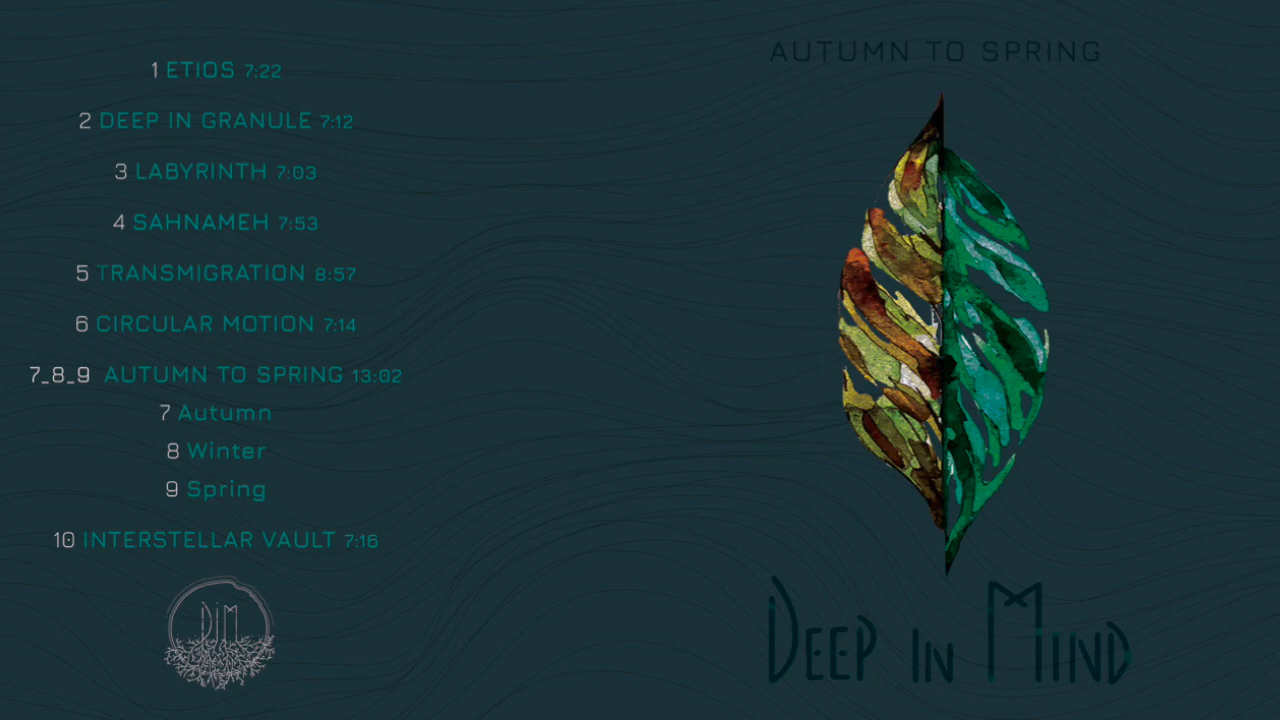 1 ETIOS 7:22
2 DEEP IN GRANULE 7:12
3 LABYRINTH 7:03
4 SAHNAMEH 7:53
5 TRANSMIGRATION 8:57
6 CIRCULAR MOTION 7:14
7_8_9 AUTUMN TO SPRING 13:02
7 Autumn
8 Winter
9 Spring
10 INTERSTELLAR VAULT 7:16
DiM
AUTUMN TO SPRING
DEEP IN MIND